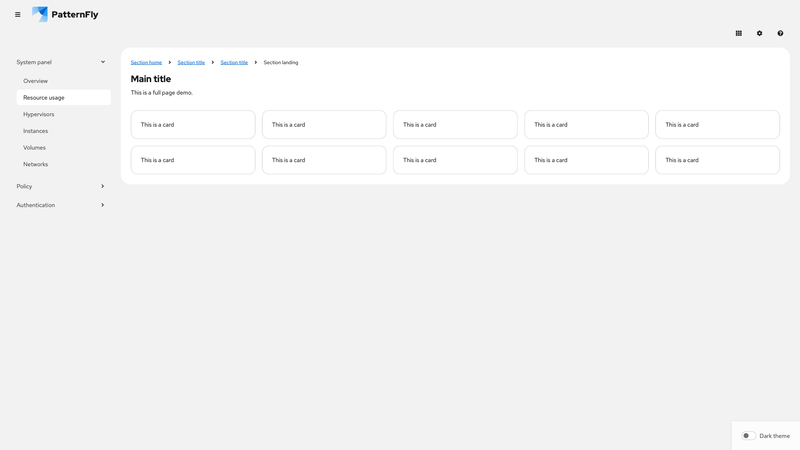 PatternFly
System panel
Overview
Resource usage
Hypervisors
Instances
Volumes
Networks
Policy
Authentication
Section home Section title Section title Section landing
Main title
This is a full page demo.
This is a card This is a card This is a card This is a card This is a card
This is a card This is a card This is a card This is a card This is a card
Dark theme